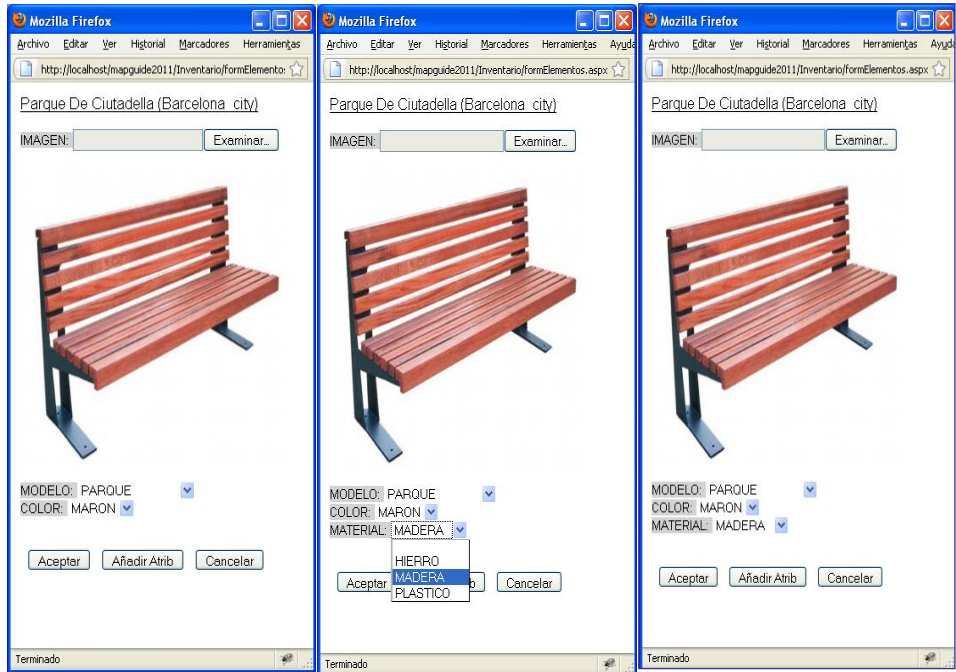 Mozilla Firefox
Archivo Editar Ver Historial Marcadores Herramientas
http://localhost/mapguide2011/Inventario/formElemento:
Parque De Ciutadella (Barcelona city)
IMAGEN: Examinar...
MODELO: PARQUE
COLOR: MARON
Aceptar Añadir Atrib Cancelar
Terminado
Mozilla Firefox
Archivo Editar Ver Historial Marcadores Herramientas Ayuda
http://localhost/mapguide2011/Inventario/formElementos.aspx
Parque De Ciutadella (Barcelona city)
IMAGEN: Examinar...
MODELO: PARQUE
COLOR: MARON
MATERIAL: MADERA
HIERRO
MADERA
PLASTICO
Aceptar b Cancelar
Terminado
Mozilla Firefox
Archivo Editar Ver Historial Marcadores Herramientas Ayud
http://localhost/mapguide2011/Inventario/formElementos.aspx
Parque De Ciutadella (Barcelona city)
IMAGEN: Examinar...
MODELO: PARQUE
COLOR: MARON
MATERIAL: MADERA
Aceptar Añadir Atrib Cancelar
Terminado